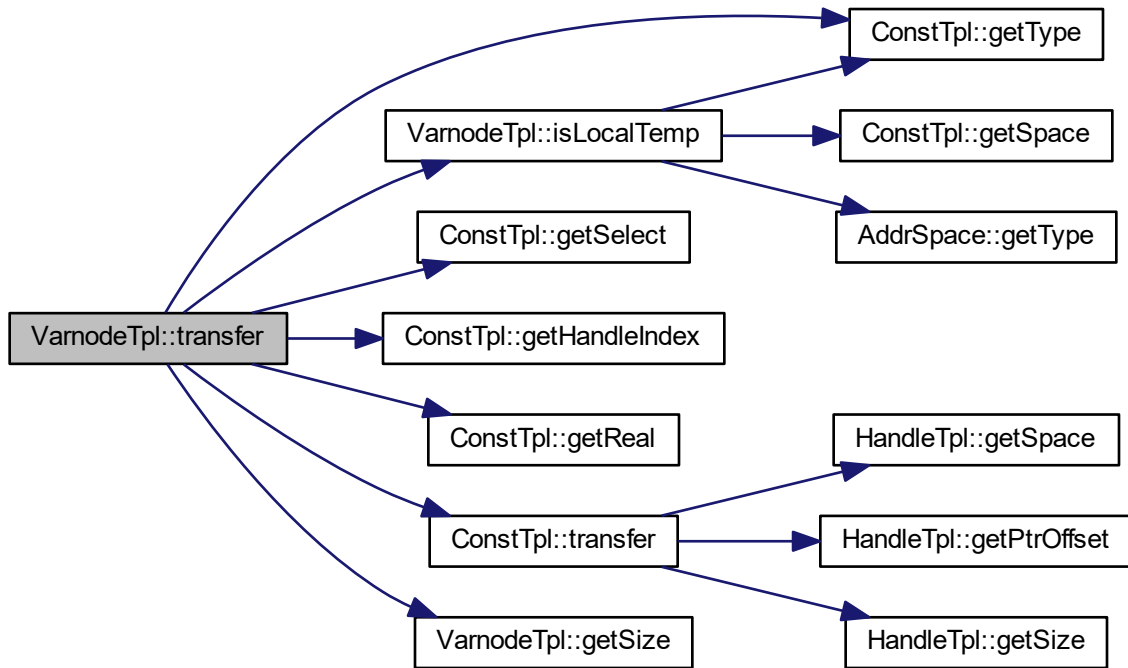 ConstTpl::getType
VarnodeTpl::isLocalTemp
ConstTpl::getSpace
ConstTpl::getSelect
AddrSpace::getType
VarnodeTpl::transfer
ConstTpl::getHandleIndex
ConstTpl::getReal
HandleTpl::getSpace
ConstTpl::transfer
HandleTpl::getPtrOffset
VarnodeTpl::getSize
HandleTpl::getSize